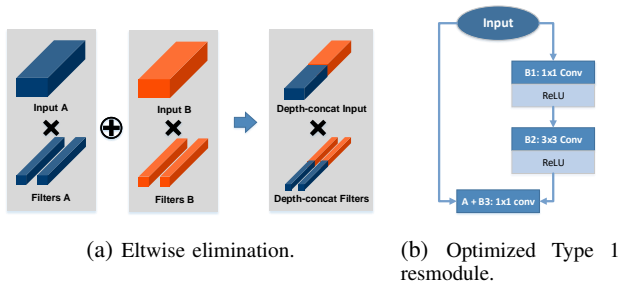 Input A
Filters A
Input B
Filters B
Depth-concat Input
Depth-concat Filters
(a) Eltwise elimination.
Input
B1: 1x1 Conv
ReLU
B2: 3x3 Conv
ReLU
A + B3: 1x1 conv
(b) Optimized Type 1
resmodule.